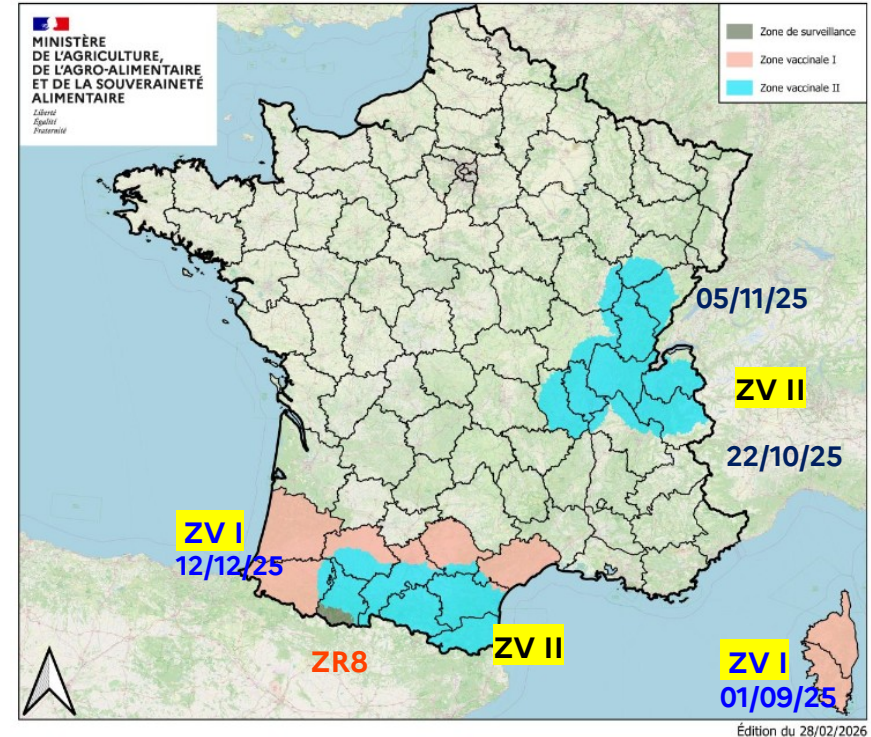 MINISTÈRE
DE L'AGRICULTURE,
DE L'AGRO-ALIMENTAIRE
ET DE LA SOUVERAINETÉ
ALIMENTAIRE
Liberté
Égalité
Fraternité
Zone de surveillance
Zone vaccinale I
Zone vaccinale II
05/11/25
ZV II
22/10/25
ZV I
12/12/25
ZV II
ZR8
ZV I
01/09/25
Édition du 28/02/2026